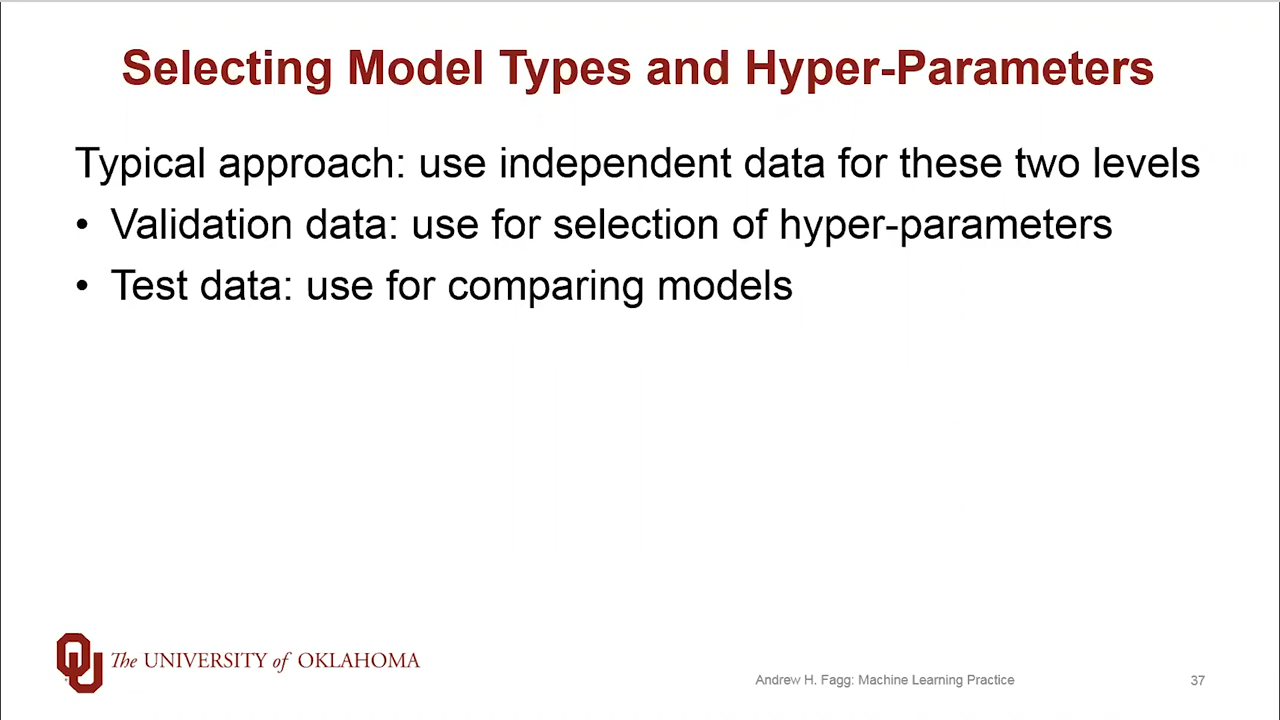 Selecting Model Types and Hyper-Parameters
Typical approach: use independent data for these two levels
• Validation data: use for selection of hyper-parameters
• Test data: use for comparing models
The UNIVERSITY of OKLAHOMA
Andrew H. Fagg: Machine Learning Practice
37